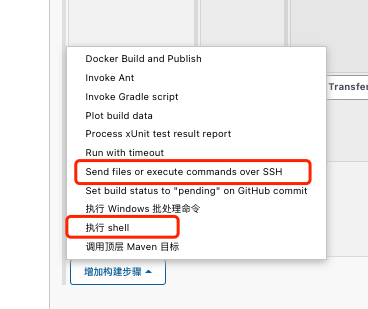 Docker Build and Publish
Invoke Ant
Transfer
Invoke Gradle script
Plot build data
Process xUnit test result report
Run with timeout
Send files or execute commands over SSH
Set build status to "pending" on GitHub commit
执行 Windows 批处理命令
执行 shell
调用顶层 Maven 目标
增加构建步骤